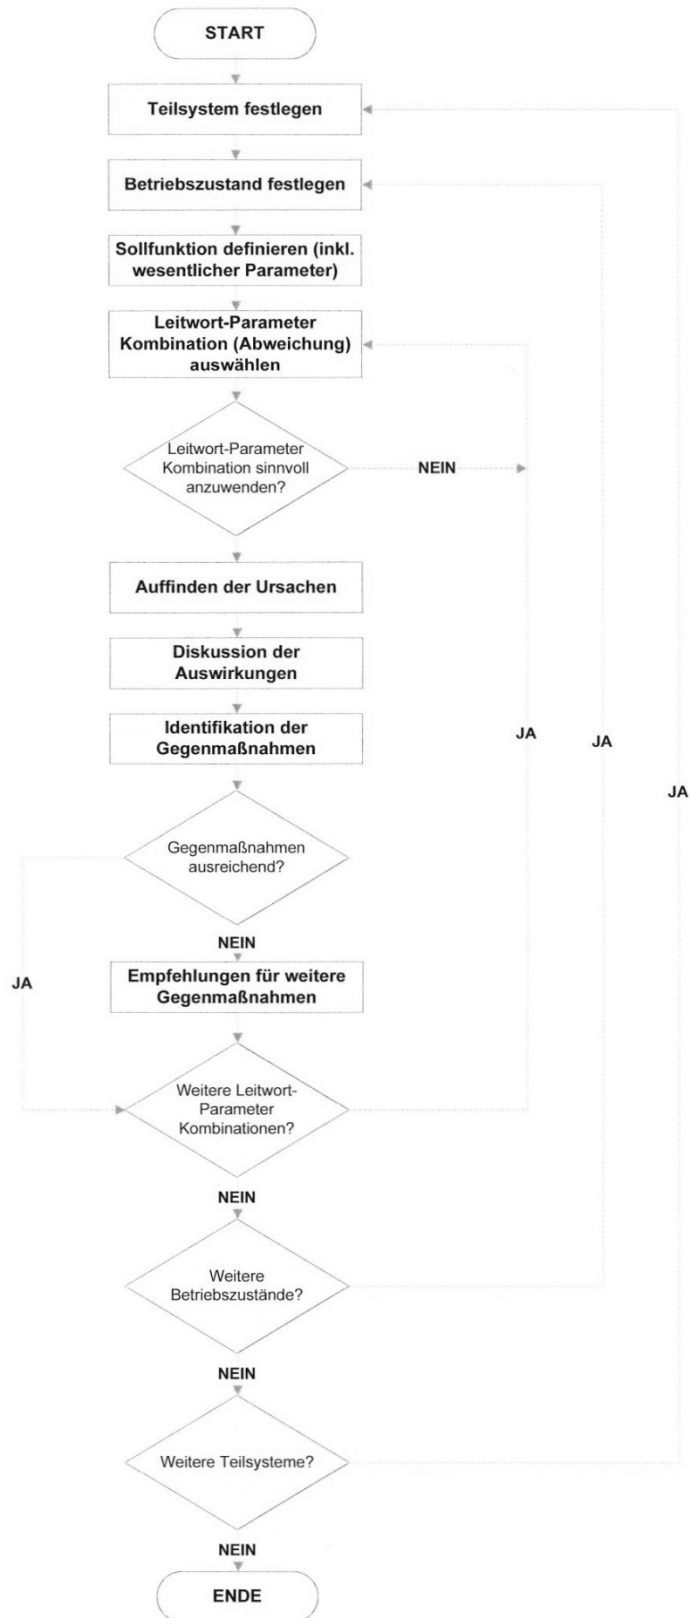 START
Teilsystem festlegen
Betriebszustand festlegen
Sollfunktion definieren (inkl.
wesentlicher Parameter)
Leitwort-Parameter
Kombination (Abweichung)
auswählen
Leitwort-Parameter
Kombination sinnvoll
anzuwenden?
NEIN
Auffinden der Ursachen
Diskussion der
Auswirkungen
Identifikation der
Gegenmaßnahmen
JA
JA
JA
Gegenmaßnahmen
ausreichend?
NEIN
JA
Empfehlungen für weitere
Gegenmaßnahmen
Weitere Leitwort-
Parameter
Kombinationen?
NEIN
Weitere
Betriebszustände?
NEIN
Weitere Teilsysteme?
NEIN
ENDE